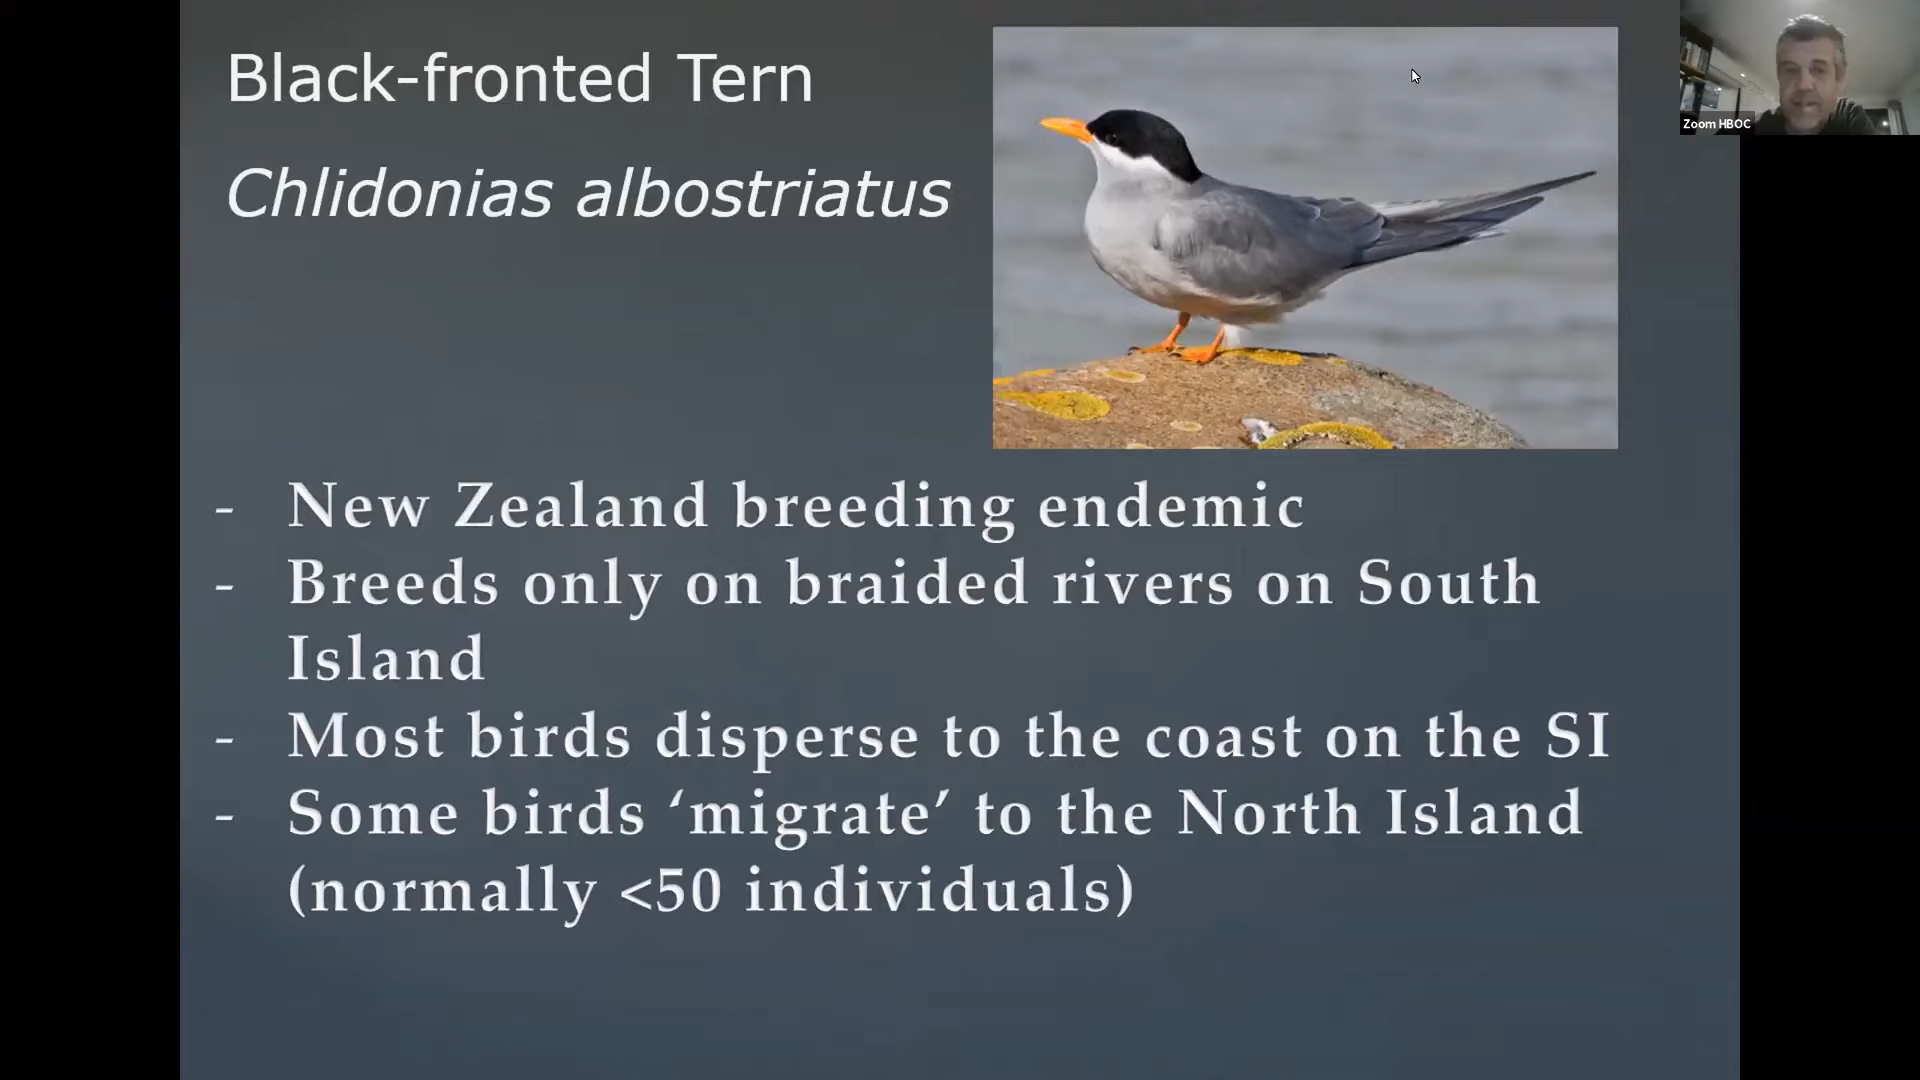 Black-fronted Tern
Chlidonias albostriatus
Zoom HBOC
- New Zealand breeding endemic
- Breeds only on braided rivers on South
Island
- Most birds disperse to the coast on the SI
- Some birds ‘migrate’ to the North Island
(normally <50 individuals)